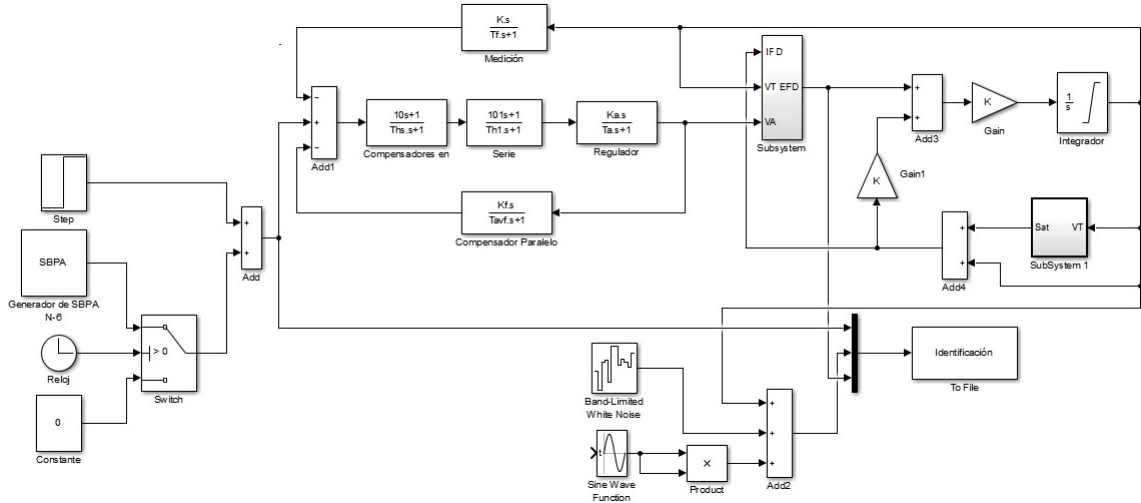 K.s
Tf.s+1
Medición
−
+
−
Add1
10s+1
Ths.s+1
Compensadores en
101s+1
Th1.s+1
Serie
Ka.s
Ta.s+1
Regulador
Kf.s
Tavf.s+1
Compensador Paralelo
IFD
VT EFD
VA
Subsystem
+
+
Add3
K
Gain
1
s
Integrador
K
Gain1
Sat VT
SubSystem 1
+
+
Add4
Step
SBPA
Generador de SBPA
N-6
Reloj
0
Constante
> 0
Switch
+
+
Add
Band-Limited
White Noise
t
Sine Wave
Function
×
Product
+
+
+
Add2
Identificación
To File